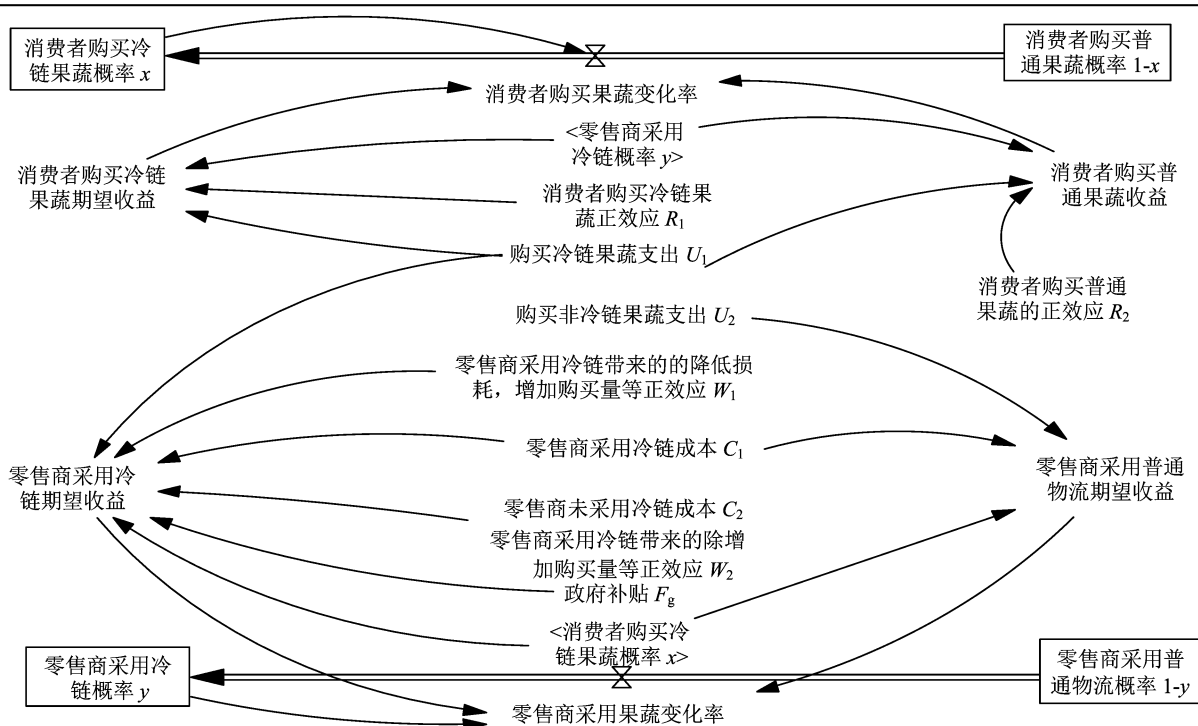 消费者购买冷
链果蔬概率 x
消费者购买普
通果蔬概率 1-x
消费者购买果蔬变化率
<零售商采用
冷链概率 y>
消费者购买冷链
果蔬期望收益
消费者购买普
通果蔬收益
消费者购买冷链果
蔬正效应 R1
购买冷链果蔬支出 U1
消费者购买普通
果蔬的正效应 R2
购买非冷链果蔬支出 U2
零售商采用冷链带来的的降低损
耗，增加购买量等正效应 W1
零售商采用冷链成本 C1
零售商采用冷
链期望收益
零售商采用普通
物流期望收益
零售商未采用冷链成本 C2
零售商采用冷链带来的除增
加购买量等正效应 W2
政府补贴 Fg
<消费者购买冷
链果蔬概率 x>
零售商采用冷
链概率 y
零售商采用普
通物流概率 1-y
零售商采用果蔬变化率